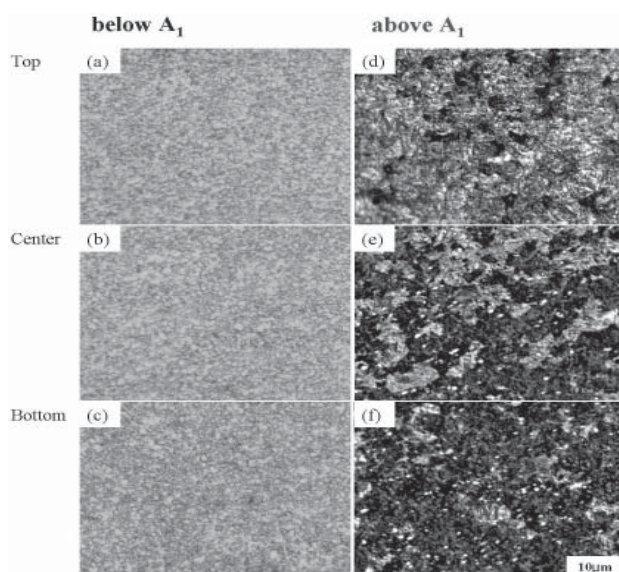 below A1 above A1
Top (a) (d)
Center (b) (e)
Bottom (c) (f)
10μm